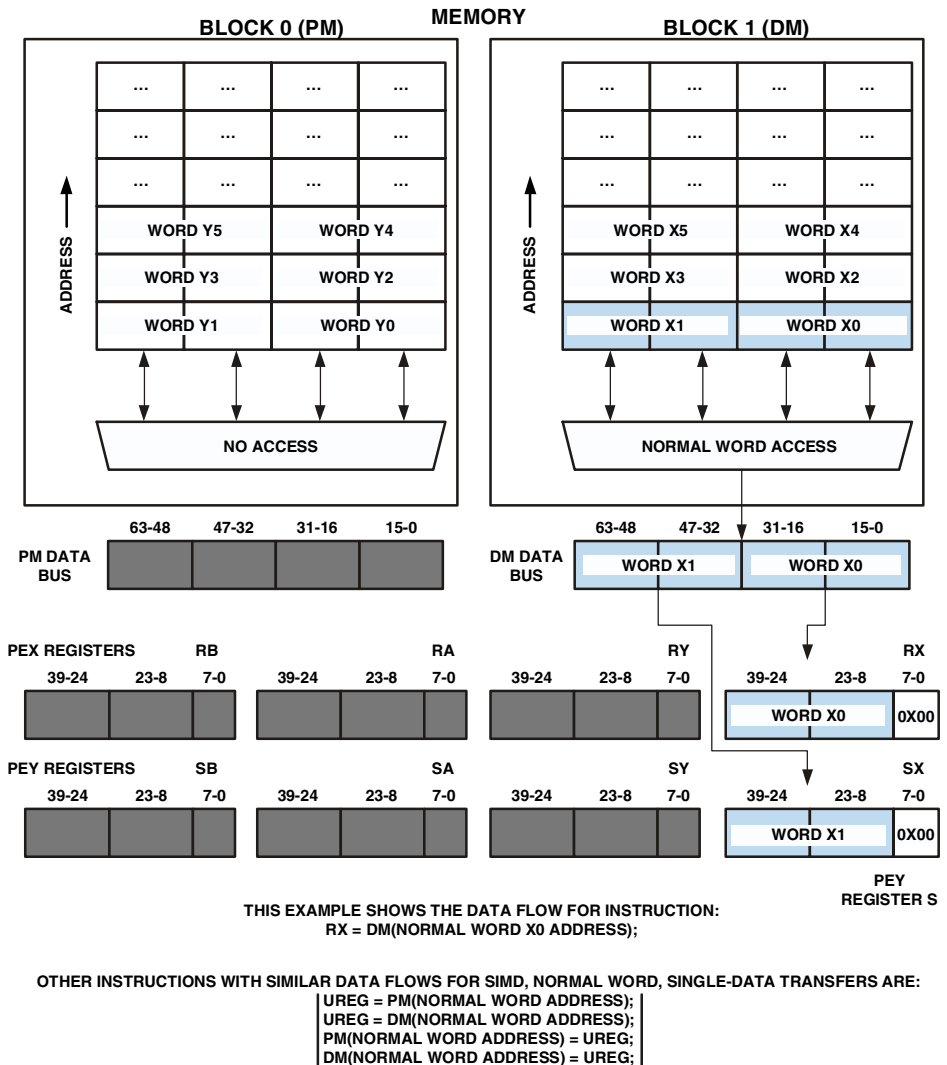 MEMORY
BLOCK 0 (PM) BLOCK 1 (DM)
... ... ... ... ... ... ... ...
... ... ... ... ... ... ... ...
... ... ... ... ... ... ... ...
ADDRESS ADDRESS
WORD Y5 WORD Y4 WORD X5 WORD X4
WORD Y3 WORD Y2 WORD X3 WORD X2
WORD Y1 WORD Y0 WORD X1 WORD X0
NO ACCESS NORMAL WORD ACCESS
63-48 47-32 31-16 15-0 63-48 47-32 31-16 15-0
PM DATA BUS DM DATA BUS WORD X1 WORD X0
PEX REGISTERS RB RA RY RX
39-24 23-8 7-0 39-24 23-8 7-0 39-24 23-8 7-0 39-24 23-8 7-0
WORD X0 0X00
PEY REGISTERS SB SA SY SX
39-24 23-8 7-0 39-24 23-8 7-0 39-24 23-8 7-0 39-24 23-8 7-0
WORD X1 0X00
PEY
REGISTER S
THIS EXAMPLE SHOWS THE DATA FLOW FOR INSTRUCTION:
RX = DM(NORMAL WORD X0 ADDRESS);
OTHER INSTRUCTIONS WITH SIMILAR DATA FLOWS FOR SIMD, NORMAL WORD, SINGLE-DATA TRANSFERS ARE:
UREG = PM(NORMAL WORD ADDRESS);
UREG = DM(NORMAL WORD ADDRESS);
PM(NORMAL WORD ADDRESS) = UREG;
DM(NORMAL WORD ADDRESS) = UREG;